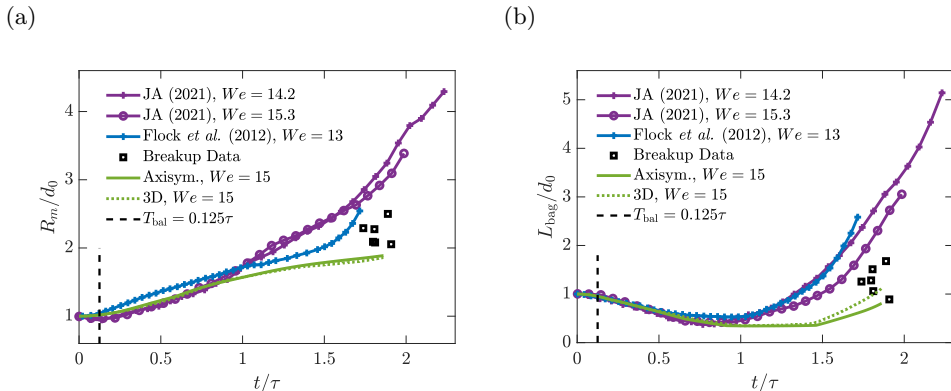 (a)
JA (2021), We = 14.2
JA (2021), We = 15.3
Flock et al. (2012), We = 13
Breakup Data
Axisym., We = 15
3D, We = 15
T_bal = 0.125τ
R_m/d_0
4
3
2
1
0 0.5 1 1.5 2
t/τ
(b)
JA (2021), We = 14.2
JA (2021), We = 15.3
Flock et al. (2012), We = 13
Breakup Data
Axisym., We = 15
3D, We = 15
T_bal = 0.125τ
L_bag/d_0
5
4
3
2
1
0
0 0.5 1 1.5 2
t/τ